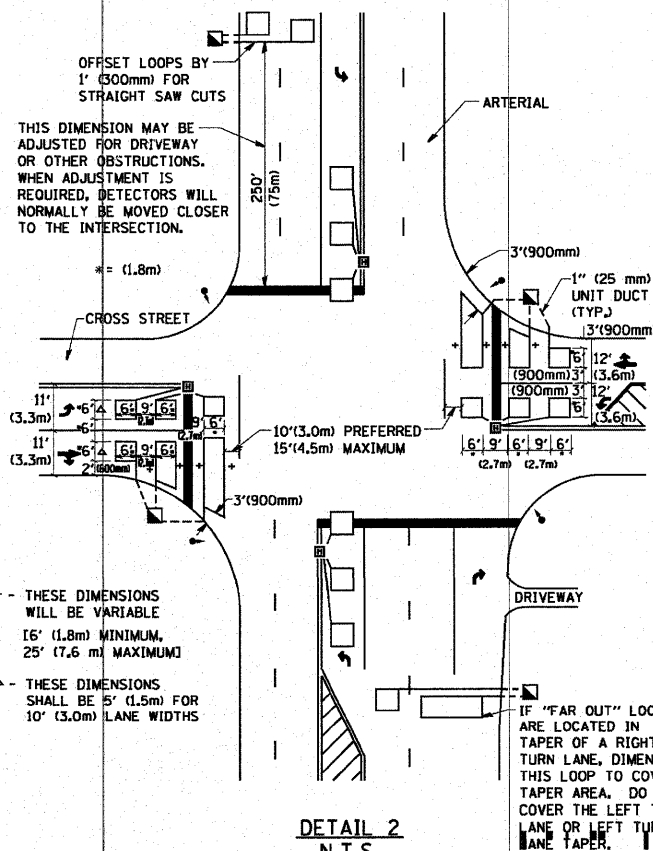 OFFSET LOOPS BY
1' (300mm) FOR
STRAIGHT SAW CUTS
ARTERIAL
THIS DIMENSION MAY BE
ADJUSTED FOR DRIVEWAY
OR OTHER OBSTRUCTIONS.
WHEN ADJUSTMENT IS
REQUIRED, DETECTORS WILL
NORMALLY BE MOVED CLOSER
TO THE INTERSECTION.
250'
(75m)
* = (1.8m)
3'(900mm)
1" (25 mm)
UNIT DUCT
(TYP.)
CROSS STREET
3'(900mm
6' 12'
(3.6m)
(900mm) 3'
(900mm) 3' 12'
6'
(3.6m)
6' 9' 6' 9' 6'
(2.7m) (2.7m)
11'
(3.3m)
6' 6' 9' 6'
6'
9' 6'
(2.7m)
11'
(3.3m)
6' 6' 9' 6'
2' (600mm)
10'(3.0m) PREFERRED
15'(4.5m) MAXIMUM
3'(900mm)
H
H
H
H
- THESE DIMENSIONS
WILL BE VARIABLE
[6' (1.8m) MINIMUM,
25' (7.6 m) MAXIMUM]
- THESE DIMENSIONS
SHALL BE 5' (1.5m) FOR
10' (3.0m) LANE WIDTHS
DRIVEWAY
IF "FAR OUT" LOO
ARE LOCATED IN
TAPER OF A RIGHT
TURN LANE, DIMEN
THIS LOOP TO COV
TAPER AREA. DO
COVER THE LEFT T
LANE OR LEFT TU
LANE TAPER.
DETAIL 2
N.T.S.